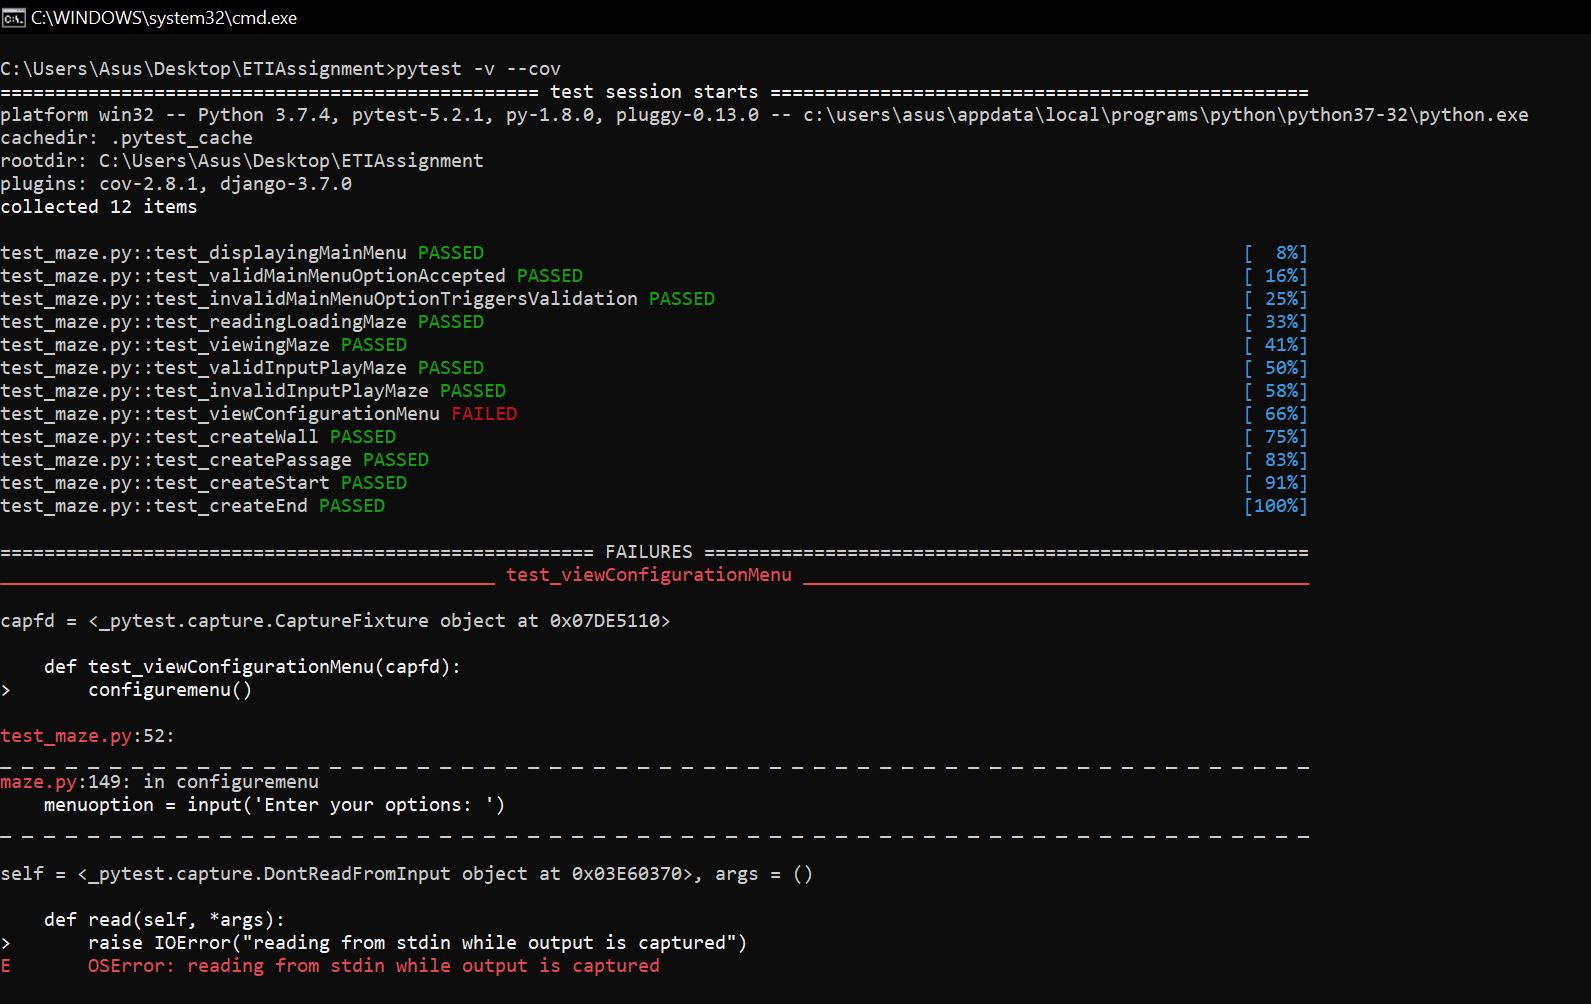 C:\WINDOWS\system32\cmd.exe
C:\Users\Asus\Desktop\ETIAssignment>pytest -v --cov
================================================= test session starts =================================================
platform win32 -- Python 3.7.4, pytest-5.2.1, py-1.8.0, pluggy-0.13.0 -- c:\users\asus\appdata\local\programs\python\python37-32\python.exe
cachedir: .pytest_cache
rootdir: C:\Users\Asus\Desktop\ETIAssignment
plugins: cov-2.8.1, django-3.7.0
collected 12 items

test_maze.py::test_displayingMainMenu PASSED [  8%]
test_maze.py::test_validMainMenuOptionAccepted PASSED [ 16%]
test_maze.py::test_invalidMainMenuOptionTriggersValidation PASSED [ 25%]
test_maze.py::test_readingLoadingMaze PASSED [ 33%]
test_maze.py::test_viewingMaze PASSED [ 41%]
test_maze.py::test_validInputPlayMaze PASSED [ 50%]
test_maze.py::test_invalidInputPlayMaze PASSED [ 58%]
test_maze.py::test_viewConfigurationMenu FAILED [ 66%]
test_maze.py::test_createWall PASSED [ 75%]
test_maze.py::test_createPassage PASSED [ 83%]
test_maze.py::test_createStart PASSED [ 91%]
test_maze.py::test_createEnd PASSED [100%]

====================================================== FAILURES =======================================================
_____________________________________________ test_viewConfigurationMenu ______________________________________________

capfd = <_pytest.capture.CaptureFixture object at 0x07DE5110>

    def test_viewConfigurationMenu(capfd):
>       configuremenu()

test_maze.py:52:
_ _ _ _ _ _ _ _ _ _ _ _ _ _ _ _ _ _ _ _ _ _ _ _ _ _ _ _ _ _ _ _ _ _ _ _ _ _ _ _ _ _ _ _ _ _ _ _ _ _ _ _ _ _ _ _ _ _ _ _
maze.py:149: in configuremenu
    menuoption = input('Enter your options: ')
_ _ _ _ _ _ _ _ _ _ _ _ _ _ _ _ _ _ _ _ _ _ _ _ _ _ _ _ _ _ _ _ _ _ _ _ _ _ _ _ _ _ _ _ _ _ _ _ _ _ _ _ _ _ _ _ _ _ _ _

self = <_pytest.capture.DontReadFromInput object at 0x03E60370>, args = ()

    def read(self, *args):
>       raise IOError("reading from stdin while output is captured")
E       OSError: reading from stdin while output is captured